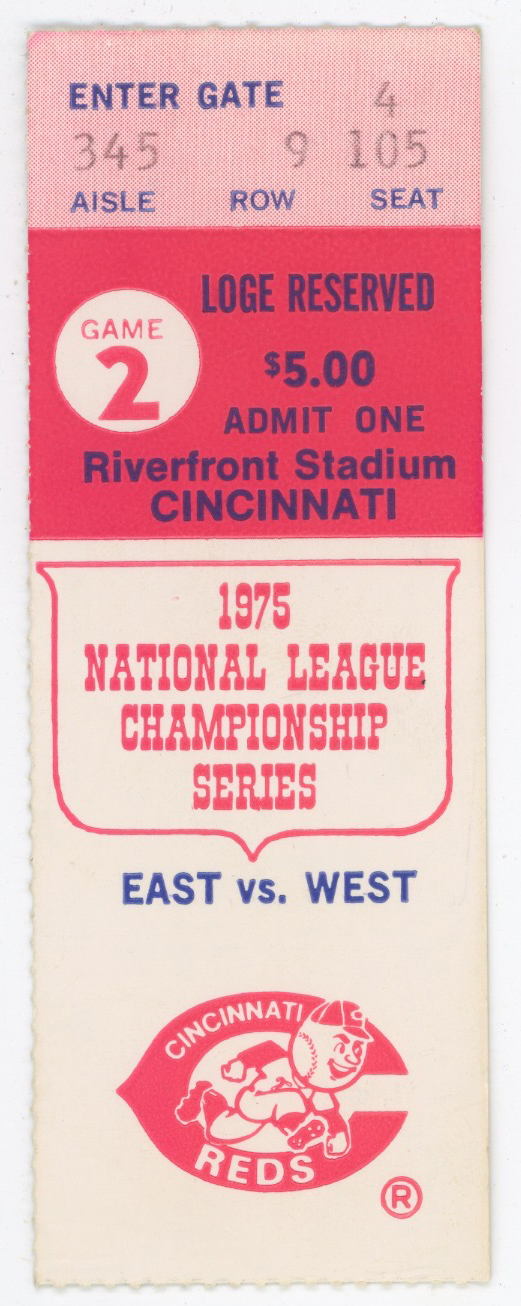 ENTER GATE 4
345 9 105
AISLE ROW SEAT
LOGE RESERVED
GAME
2
$5.00
ADMIT ONE
Riverfront Stadium
CINCINNATI
1975
NATIONAL LEAGUE
CHAMPIONSHIP
SERIES
EAST vs. WEST
CINCINNATI
C
REDS
®